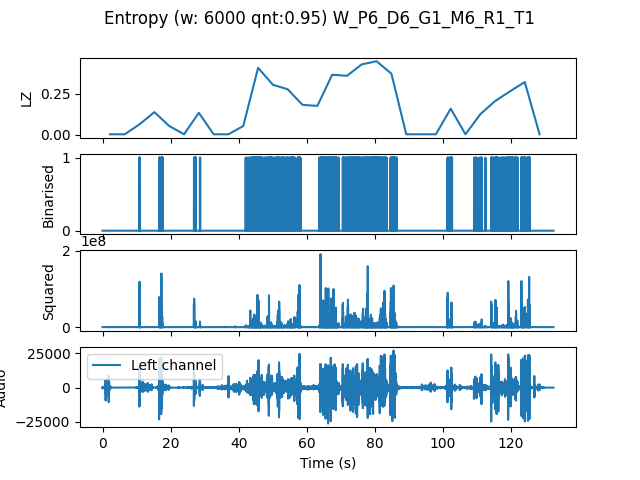 Entropy (w: 6000 qnt:0.95) W_P6_D6_G1_M6_R1_T1
LZ
0.25
0.00
Binarised
1
0
1e8
Squared
2
0
Audio
25000
0
−25000
Left channel
0 20 40 60 80 100 120
Time (s)